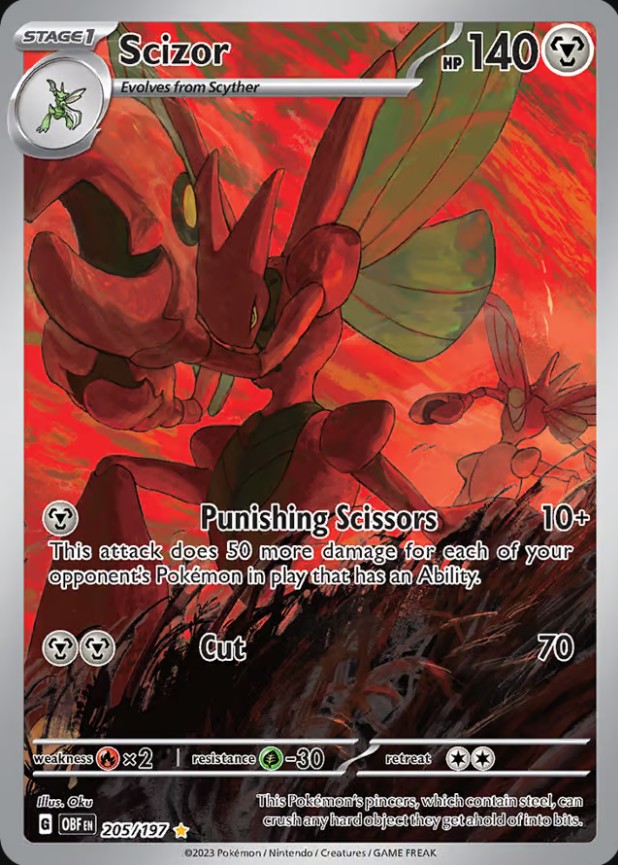 STAGE1 Scizor HP 140
Evolves from Scyther
Punishing Scissors 10+
This attack does 50 more damage for each of your
opponent's Pokémon in play that has an Ability.
Cut 70
weakness ×2 resistance -30 retreat
Illus. Oku
This Pokémon's pincers, which contain steel, can
crush any hard object they get ahold of into bits.
G OBF EN 205/197
©2023 Pokémon / Nintendo / Creatures / GAME FREAK